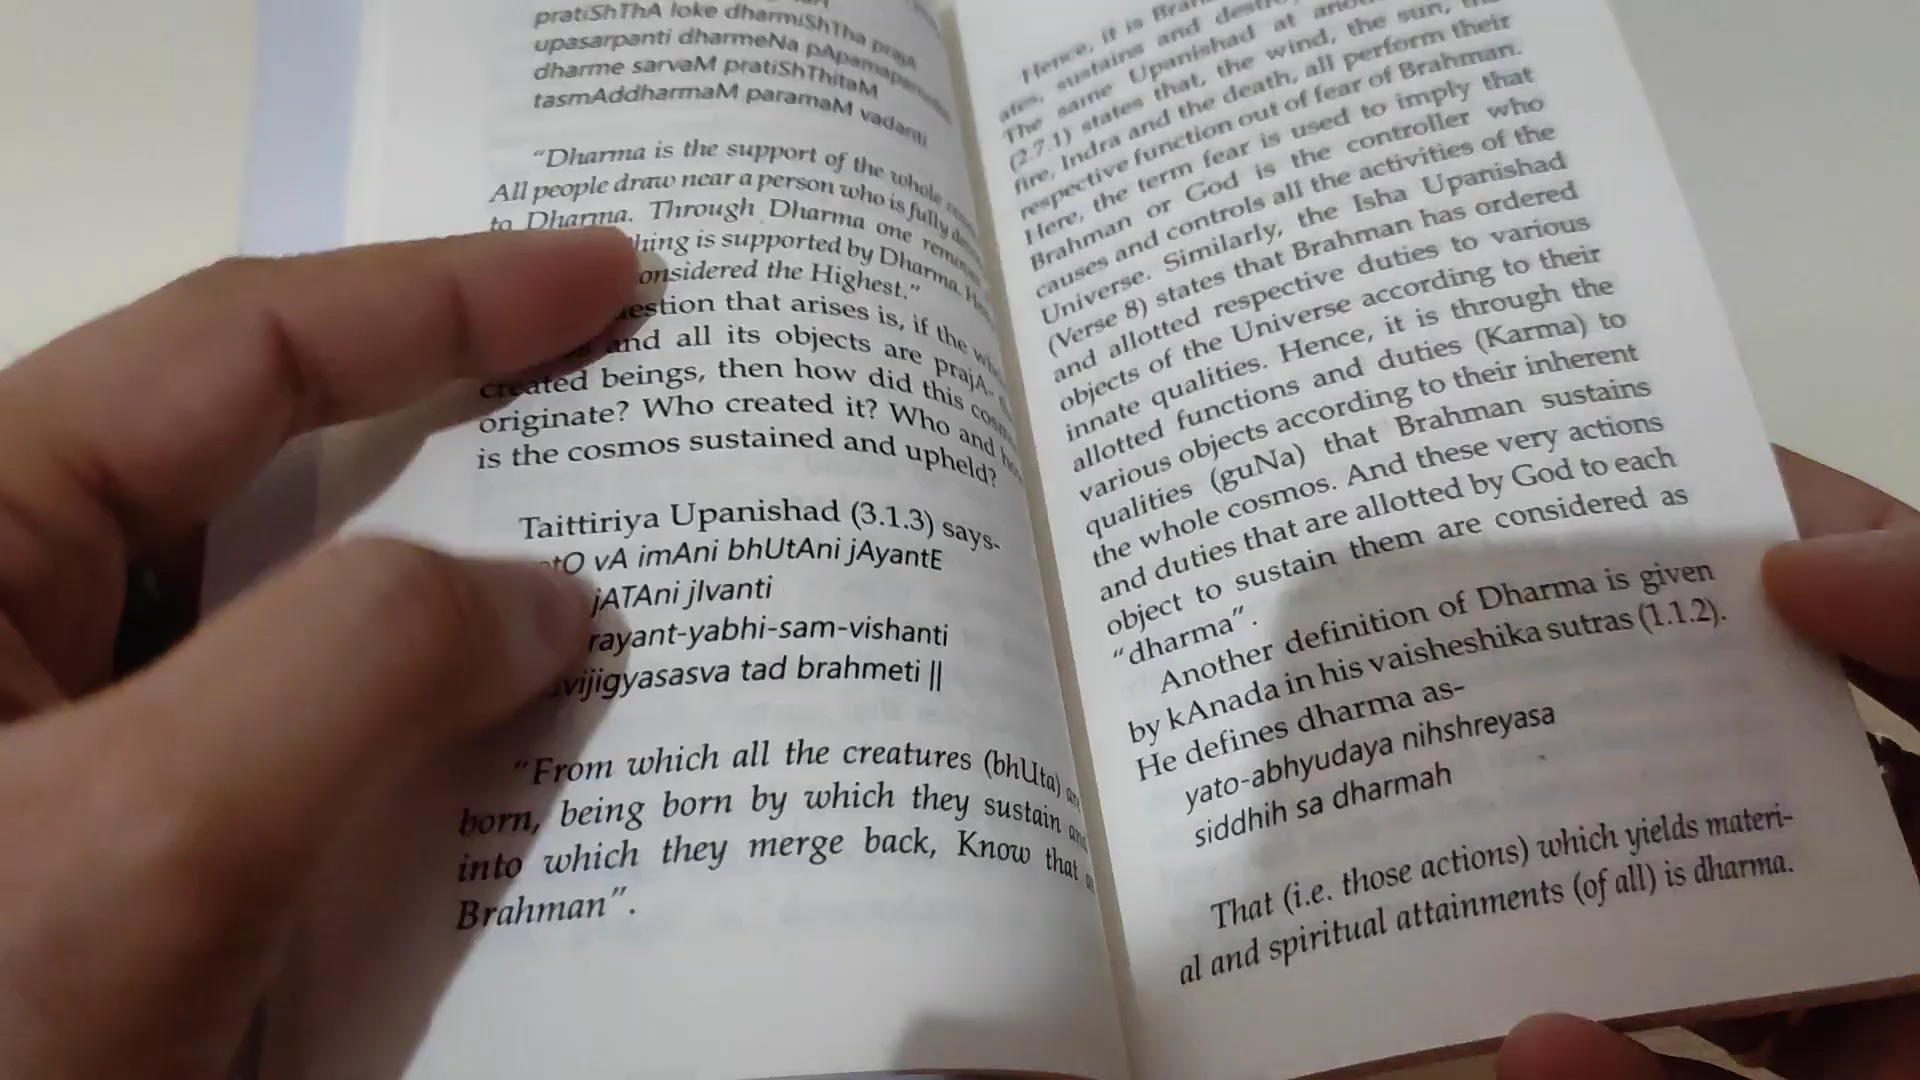 pratiShThA loke dharmiShTha prajA
upasarpanti dharmeNa
dharme sarvaM pratiShThitaM
tasmAddharmaM paramaM vadanti
"Dharma is the support of the whole
All people draw near a person who is fully
to Dharma. Through Dharma one
is supported by Dharma.
the Highest."
that arises is, if the
and all its objects are prajA-
created beings, then how did this
originate? Who created it? Who and
is the cosmos sustained and upheld?
Taittiriya Upanishad (3.1.3) says-
vA imAni bhUtAni jAyantE
jATAni jIvanti
rayant-yabhi-sam-vishanti
vijigyasasva tad brahmeti ||
"From which all the creatures (bhUta)
born, being born by which they sustain
into which they merge back, Know that
Brahman".
Hence, it is
sustains and
The same Upanishad at
(2.7.1) states that, the wind, the sun,
fire, Indra and the death, all perform their
respective function out of fear of Brahman.
Here, the term fear is used to imply that
Brahman or God is the controller who
causes and controls all the activities of the
Universe. Similarly, the Isha Upanishad
(Verse 8) states that Brahman has ordered
and allotted respective duties to various
objects of the Universe according to their
innate qualities. Hence, it is through the
allotted functions and duties (Karma) to
various objects according to their inherent
qualities (guNa) that Brahman sustains
the whole cosmos. And these very actions
and duties that are allotted by God to each
object to sustain them are considered as
"dharma".
Another definition of Dharma is given
by kAnada in his vaisheshika sutras (1.1.2).
He defines dharma as-
yato-abhyudaya nihshreyasa
siddhih sa dharmah
That (i.e. those actions) which yields materi-
al and spiritual attainments (of all) is dharma.